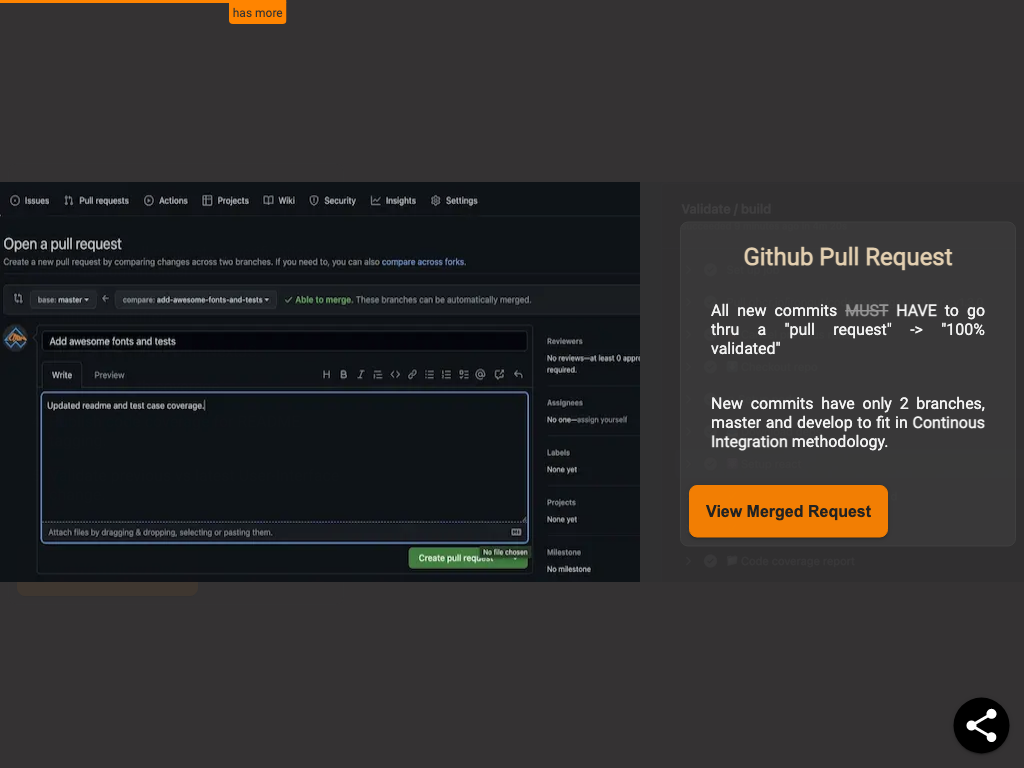 has more
Issues Pull requests Actions Projects Wiki Security Insights Settings
Open a pull request
Create a new pull request by comparing changes across two branches. If you need to, you can also compare across forks.
base: master ← compare: add-awesome-fonts-and-tests ✓ Able to merge. These branches can be automatically merged.
Add awesome fonts and tests
Write Preview
Updated readme and test case coverage.
Attach files by dragging & dropping, selecting or pasting them.
No file chosen
Create pull request
Reviewers
No reviews—at least 0 appro
required.
Assignees
No one—assign yourself
Labels
None yet
Projects
None yet
Milestone
No milestone
Validate / build
Github Pull Request
All new commits MUST HAVE to go
thru a "pull request" -> "100%
validated"
New commits have only 2 branches,
master and develop to fit in Continous
Integration methodology.
View Merged Request
Code coverage report